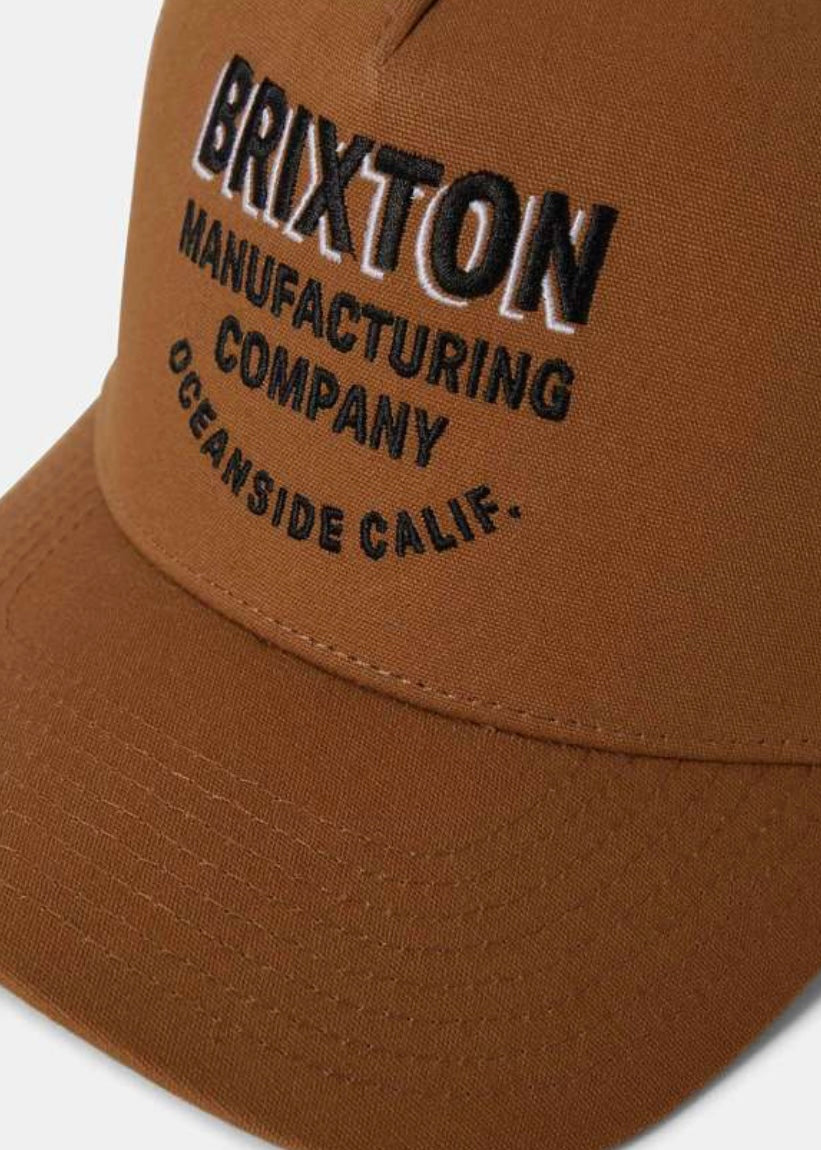 BRIXTON
MANUFACTURING
COMPANY
OCEANSIDE CALIF.